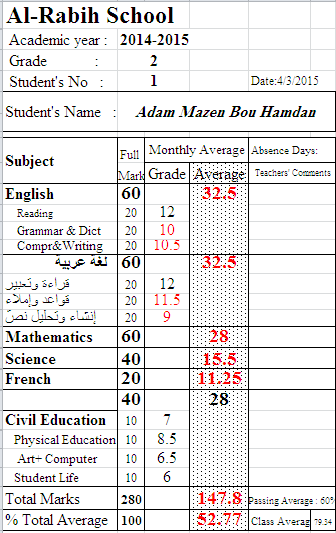 Al-Rabih School
Academic year : 2014-2015
Grade : 2
Student's No : 1 Date:4/3/2015
Student's Name : Adam Mazen Bou Hamdan
Subject Full Mark Monthly Average Absence Days:
Grade Average Teachers' Comments
English 60 32.5
Reading 20 12
Grammar & Dict 20 10
Compr&Writing 20 10.5
لغة عربية 60 32.5
قراءة وتعبير 20 12
قواعد وإملاء 20 11.5
إنشاء وتحليل نصّ 20 9
Mathematics 60 28
Science 40 15.5
French 20 11.25
40 28
Civil Education 10 7
Physical Education 10 8.5
Art+ Computer 10 6.5
Student Life 10 6
Total Marks 280 147.8 Passing Average : 60%
% Total Average 100 52.77 Class Averag 79.34